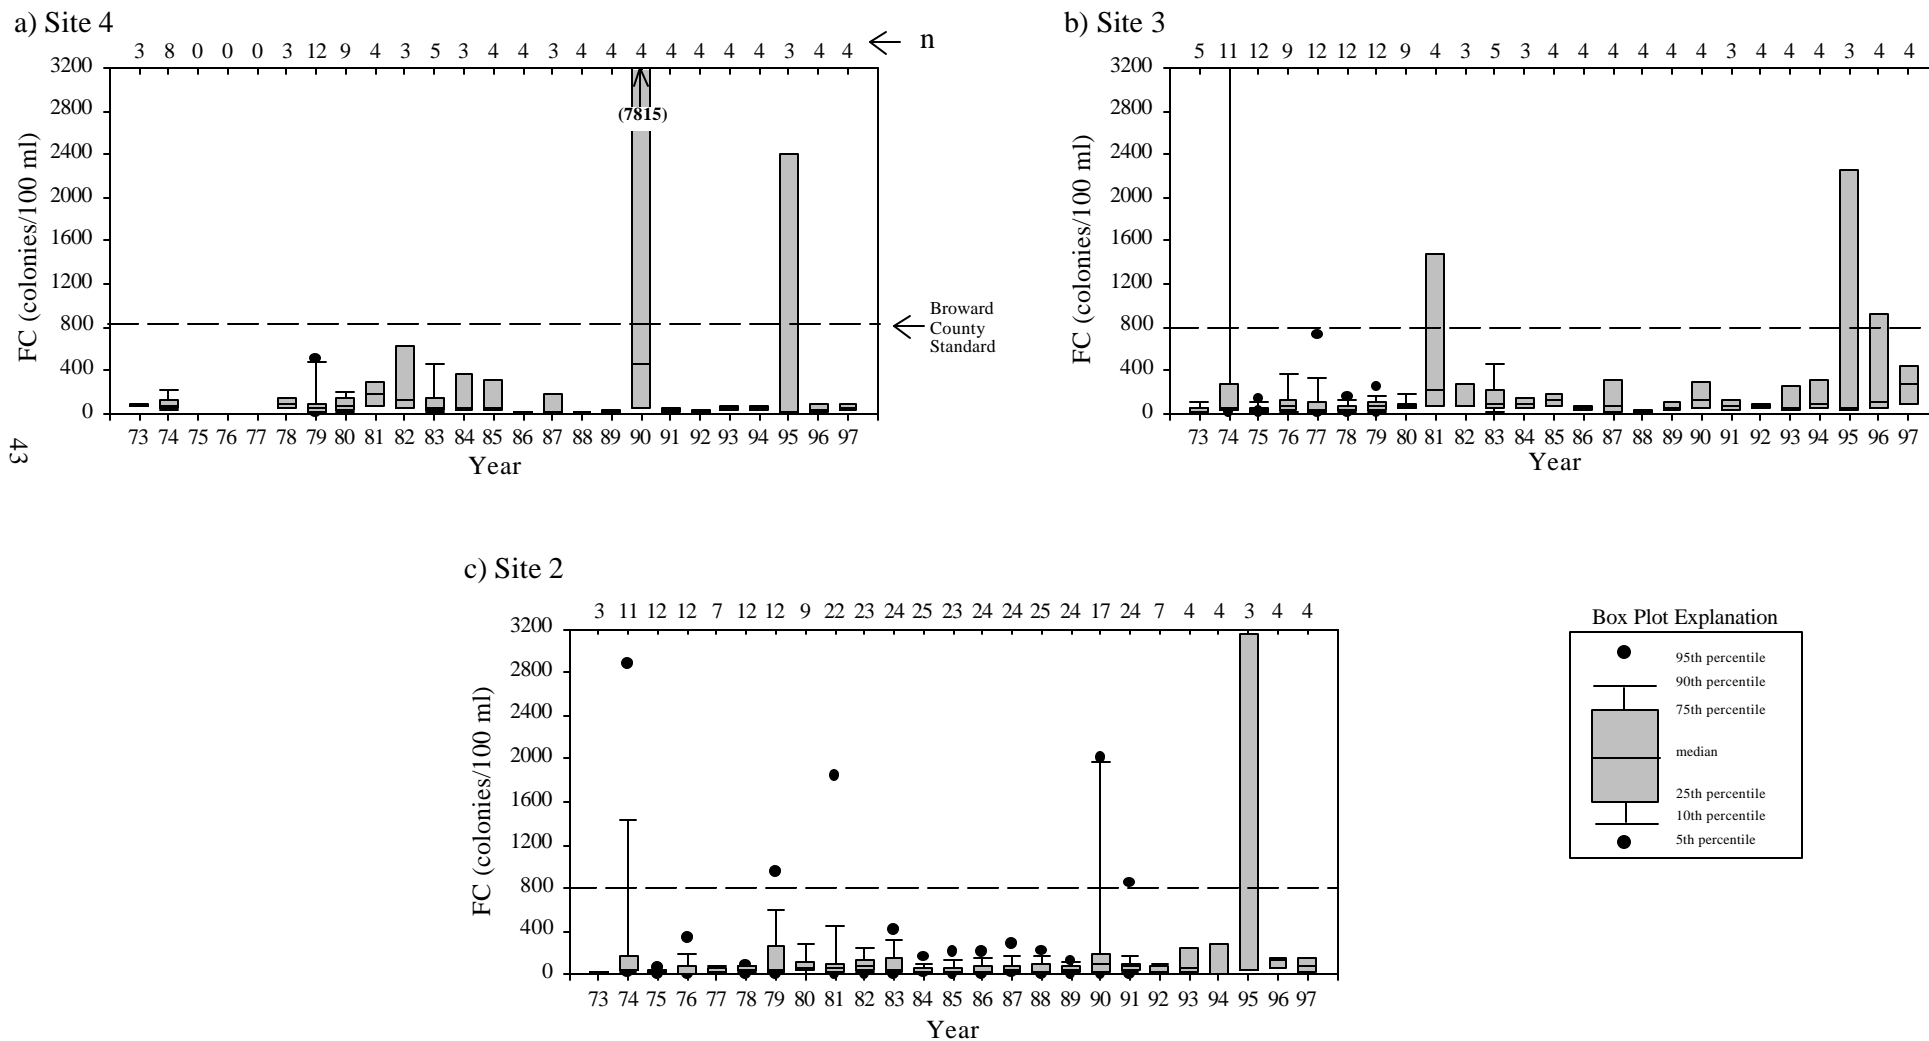 a) Site 4
3 8 0 0 0 3 12 9 4 3 5 3 4 4 3 4 4 4 4 4 4 4 3 4 4
n
3200
2800
2400
2000
1600
1200
800
400
0
FC (colonies/100 ml)
(7815)
Broward
County
Standard
73 74 75 76 77 78 79 80 81 82 83 84 85 86 87 88 89 90 91 92 93 94 95 96 97
Year
43
b) Site 3
5 11 12 9 12 12 12 9 4 3 5 3 4 4 4 4 4 4 4 4 4 4 3 4 4
3200
2800
2400
2000
1600
1200
800
400
0
FC (colonies/100 ml)
73 74 75 76 77 78 79 80 81 82 83 84 85 86 87 88 89 90 91 92 93 94 95 96 97
Year
c) Site 2
3 11 12 12 7 12 12 9 22 23 24 25 23 24 24 25 24 17 24 7 4 4 3 4 4
3200
2800
2400
2000
1600
1200
800
400
0
FC (colonies/100 ml)
73 74 75 76 77 78 79 80 81 82 83 84 85 86 87 88 89 90 91 92 93 94 95 96 97
Year
Box Plot Explanation
95th percentile
90th percentile
75th percentile
median
25th percentile
10th percentile
5th percentile